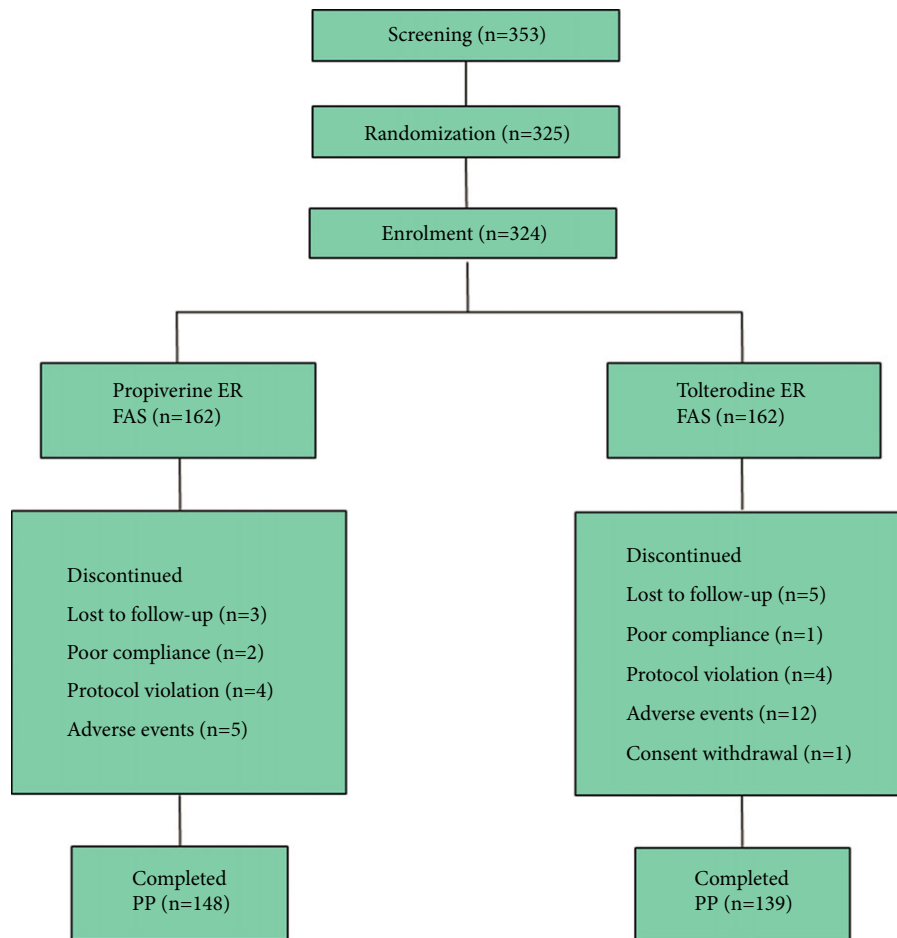 Screening (n=353)
Randomization (n=325)
Enrolment (n=324)
Propiverine ER
FAS (n=162)
Discontinued
Lost to follow-up (n=3)
Poor compliance (n=2)
Protocol violation (n=4)
Adverse events (n=5)
Completed
PP (n=148)
Tolterodine ER
FAS (n=162)
Discontinued
Lost to follow-up (n=5)
Poor compliance (n=1)
Protocol violation (n=4)
Adverse events (n=12)
Consent withdrawal (n=1)
Completed
PP (n=139)